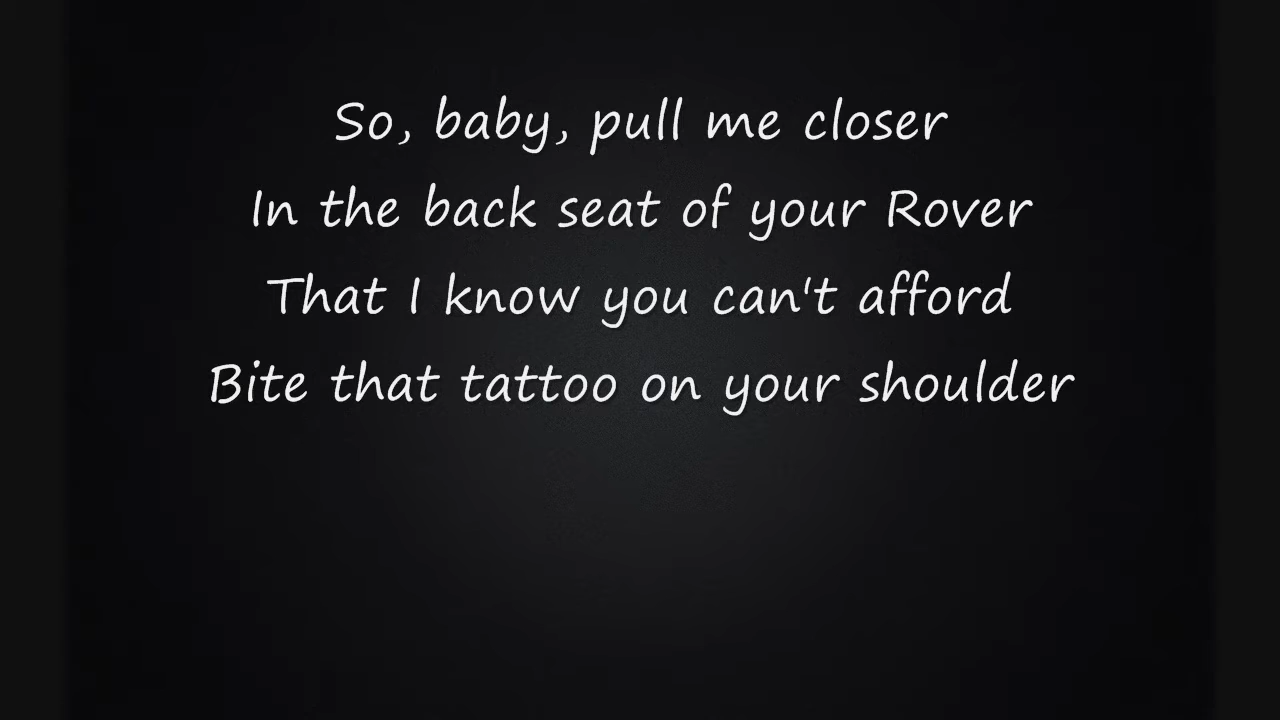 So, baby, pull me closer
In the back seat of your Rover
That I know you can't afford
Bite that tattoo on your shoulder